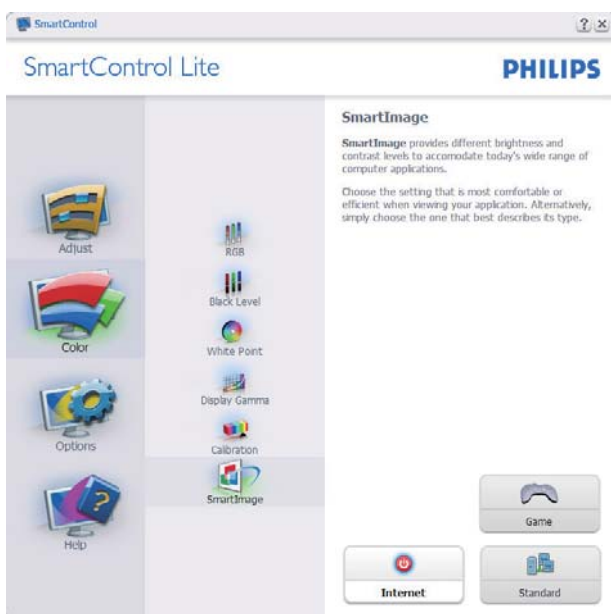 SmartControl
? x
SmartControl Lite
PHILIPS
Adjust
Color
Options
?
Help
RGB
Black Level
White Point
Display Gamma
Calibration
SmartImage
SmartImage
SmartImage provides different brightness and
contrast levels to accomodate today's wide range of
computer applications.
Choose the setting that is most comfortable or
efficient when viewing your application. Alternatively,
simply choose the one that best describes its type.
Game
Internet
Standard